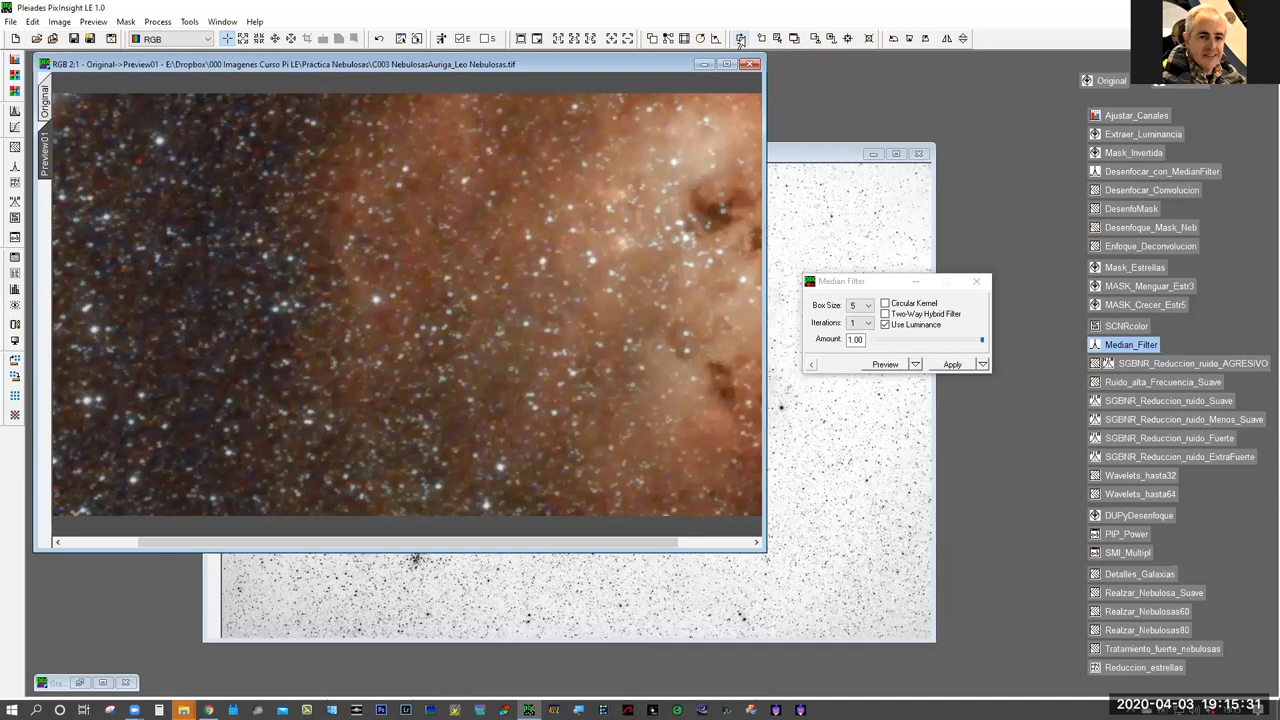 Pleiades PixInsight LE 1.0
File Edit Image Preview Mask Process Tools Window Help
RGB E S
RGB 2:1 - Original->Preview01 - E:\Dropbox\000 Imagenes Curso Pi LE\Práctica Nebulosas\C003 NebulosasAuriga_Leo Nebulosas.tif
Original
Preview01
Median Filter
Box Size: 5 Circular Kernel
Two-Way Hybrid Filter
Iterations: 1 Use Luminance
Amount: 1.00
< Preview Apply
Original
Ajustar_Canales
Extraer_Luminancia
Mask_Invertida
Desenfocar_con_MedianFilter
Desenfocar_Convolucion
DesenfoMask
Desenfoque_Mask_Neb
Enfoque_Deconvolucion
Mask_Estrellas
MASK_Menguar_Estr3
MASK_Crecer_Estr5
SCNRcolor
Median_Filter
SGBNR_Reduccion_ruido_AGRESIVO
Ruido_alta_Frecuencia_Suave
SGBNR_Reduccion_ruido_Suave
SGBNR_Reduccion_ruido_Menos_Suave
SGBNR_Reduccion_ruido_Fuerte
SGBNR_Reduccion_ruido_ExtraFuerte
Wavelets_hasta32
Wavelets_hasta64
DUPyDesenfoque
PIP_Power
SMI_Multipl
Detalles_Galaxias
Realzar_Nebulosa_Suave
Realzar_Nebulosas60
Realzar_Nebulosas80
Tratamiento_fuerte_nebulosas
Reduccion_estrellas
Gra...
2020-04-03 19:15:31